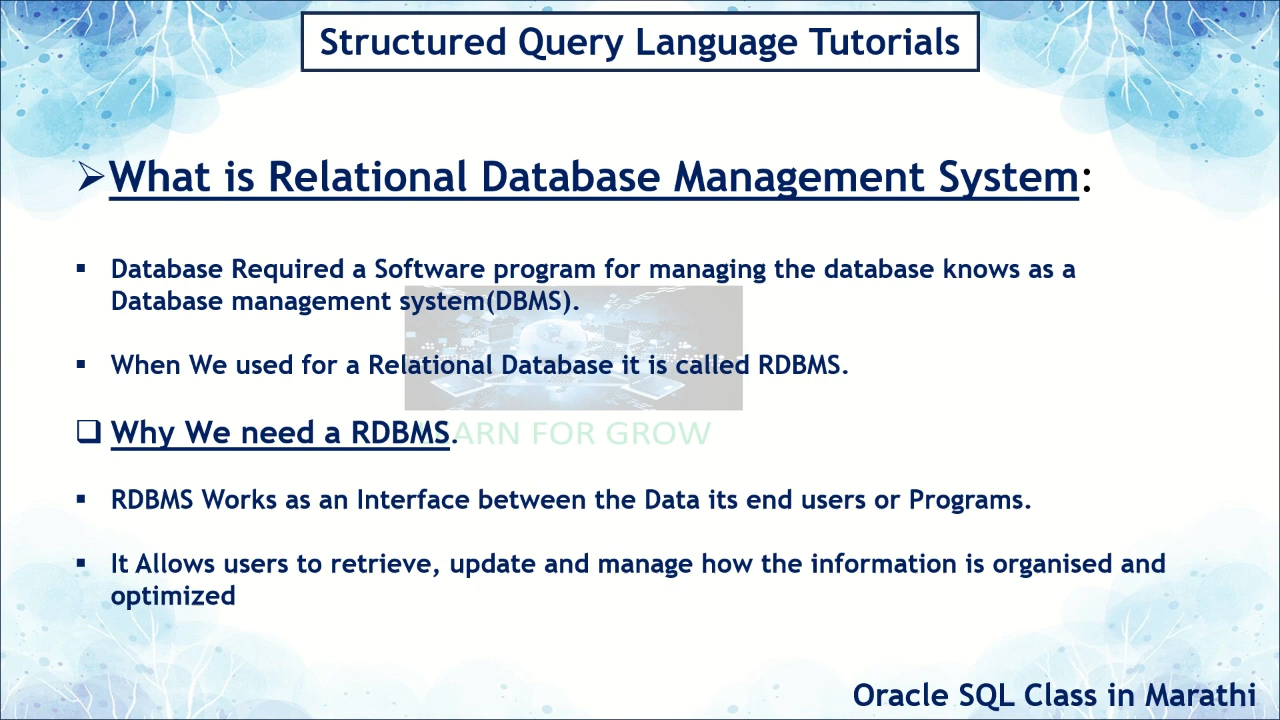 Structured Query Language Tutorials
➢What is Relational Database Management System:
▪ Database Required a Software program for managing the database knows as a
Database management system(DBMS).
▪ When We used for a Relational Database it is called RDBMS.
❑ Why We need a RDBMS.
ARN FOR GROW
▪ RDBMS Works as an Interface between the Data its end users or Programs.
▪ It Allows users to retrieve, update and manage how the information is organised and
optimized
Oracle SQL Class in Marathi